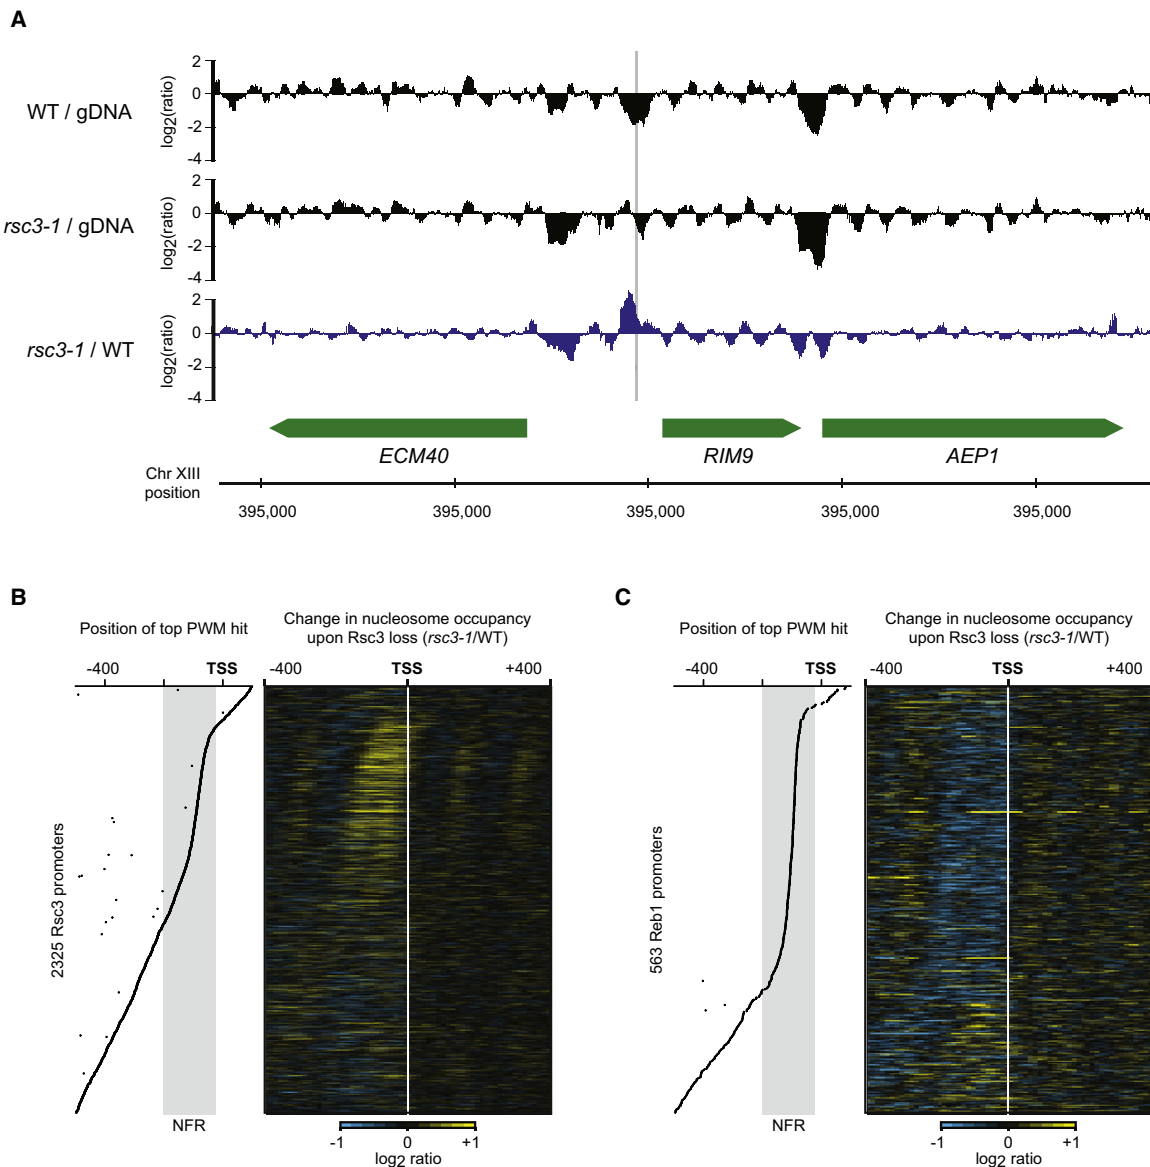 A
WT / gDNA
log2(ratio)
2
0
-2
-4
rsc3-1 / gDNA
log2(ratio)
2
0
-2
-4
rsc3-1 / WT
log2(ratio)
2
0
-2
-4
ECM40
RIM9
AEP1
Chr XIII
position
395,000
395,000
395,000
395,000
395,000
B
Position of top PWM hit
-400
TSS
Change in nucleosome occupancy
upon Rsc3 loss (rsc3-1/WT)
-400
TSS
+400
2325 Rsc3 promoters
NFR
-1
0
+1
log2 ratio
C
Position of top PWM hit
-400
TSS
Change in nucleosome occupancy
upon Rsc3 loss (rsc3-1/WT)
-400
TSS
+400
563 Reb1 promoters
NFR
-1
0
+1
log2 ratio